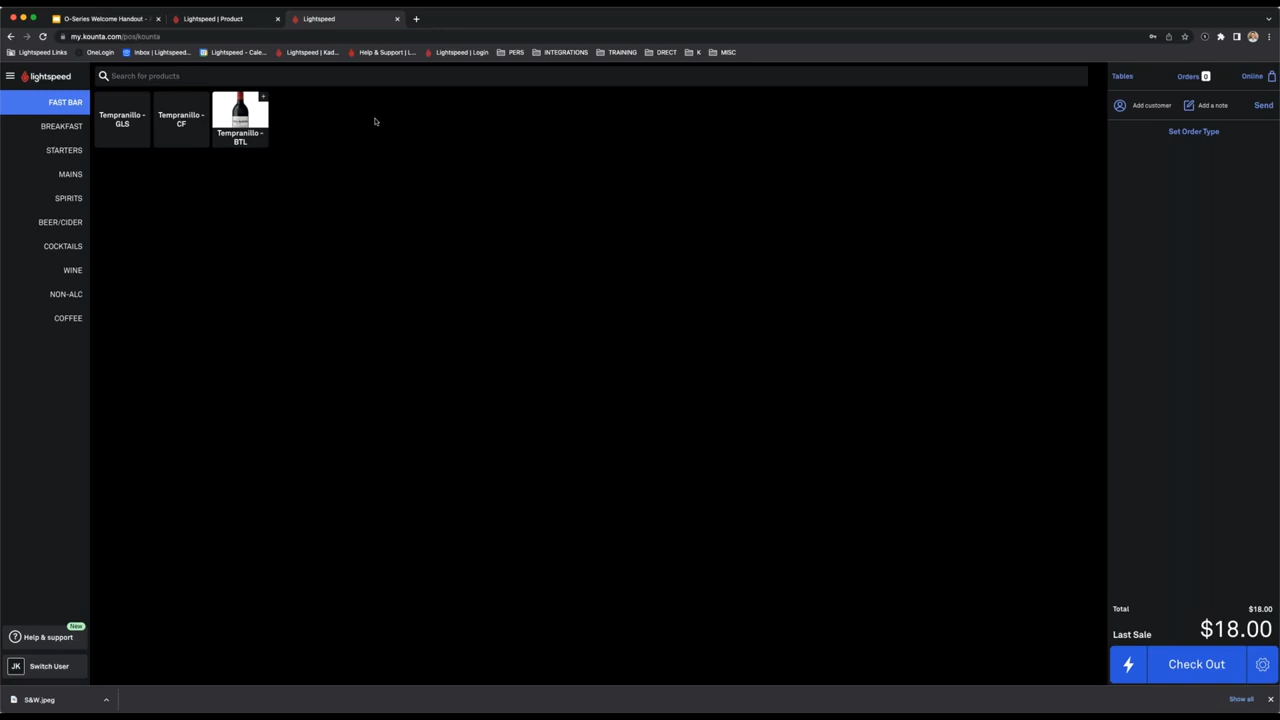 O-Series Welcome Handout - 
Lightspeed | Product
Lightspeed
my.kounta.com/pos/kounta
Lightspeed Links
OneLogin
Inbox | Lightspeed...
Lightspeed - Cale...
Lightspeed | Kad...
Help & Support | L...
Lightspeed | Login
PERS
INTEGRATIONS
TRAINING
DRECT
K
MISC
lightspeed
Search for products
Tables
Orders 0
Online
FAST BAR
BREAKFAST
STARTERS
MAINS
SPIRITS
BEER/CIDER
COCKTAILS
WINE
NON-ALC
COFFEE
Tempranillo -
GLS
Tempranillo -
CF
+
Tempranillo -
BTL
Add customer
Add a note
Send
Set Order Type
New
? Help & support
JK Switch User
Total $18.00
Last Sale $18.00
Check Out
S&W.jpeg
Show all